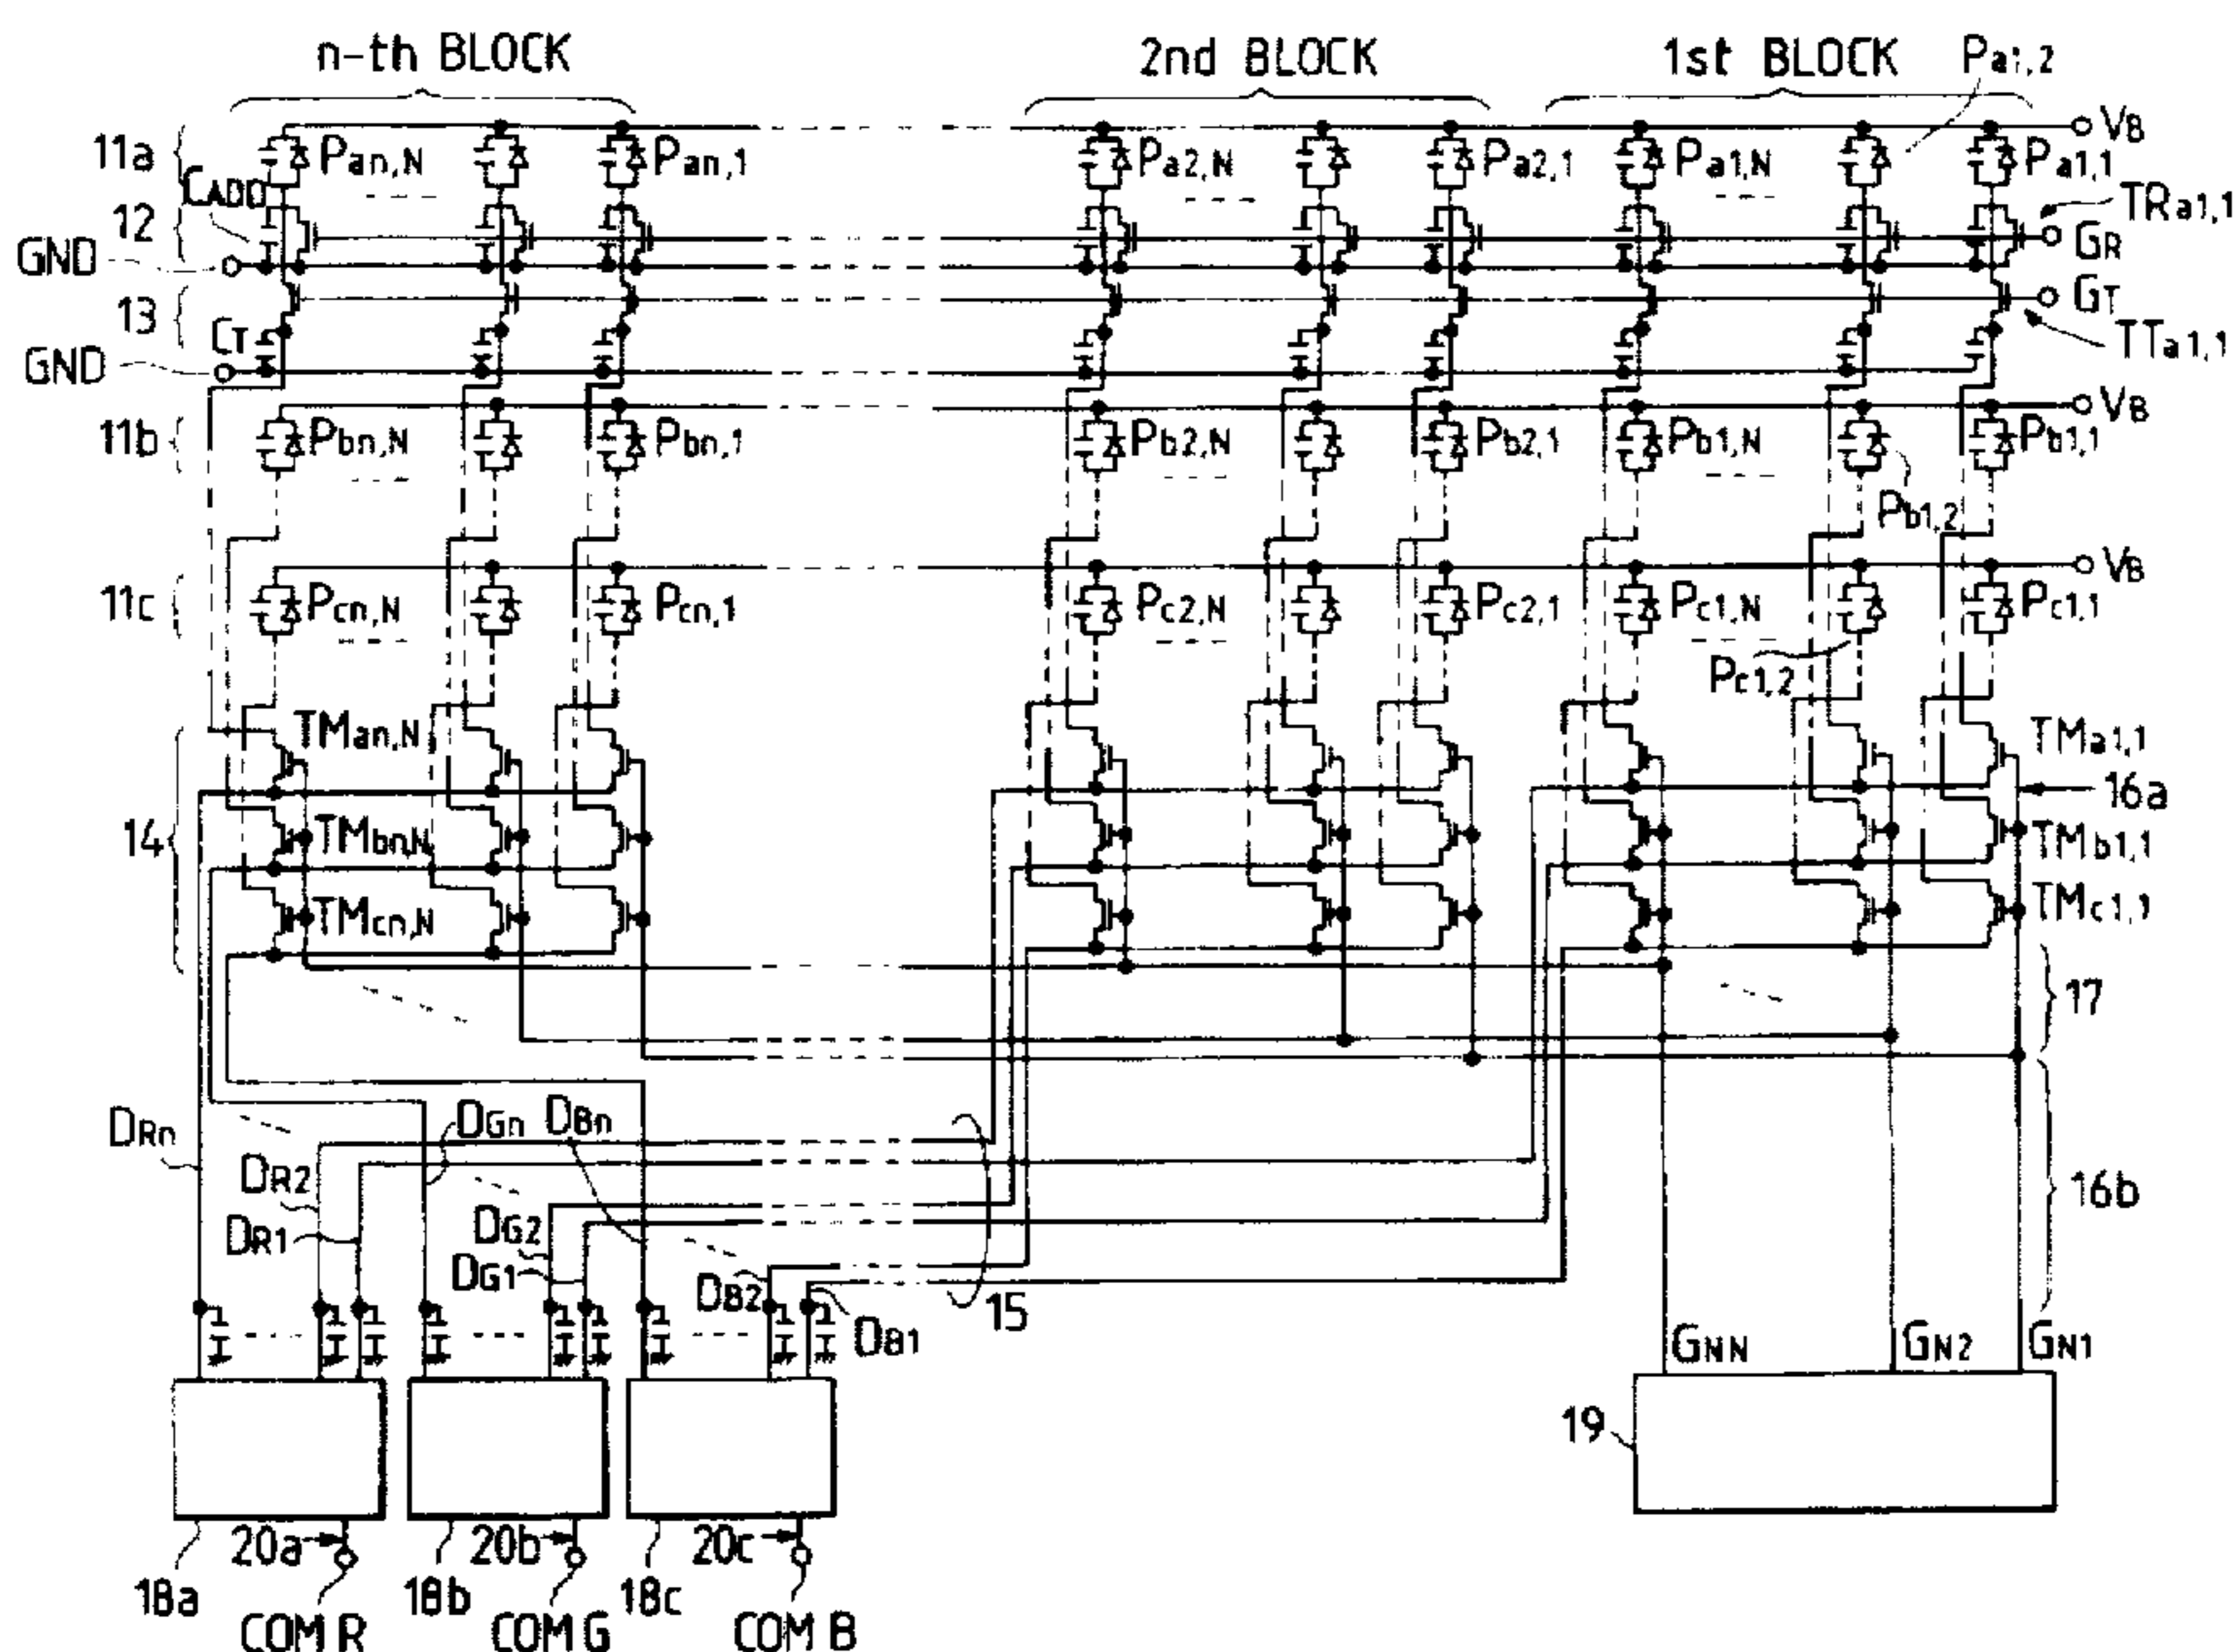 n-th BLOCK 2nd BLOCK 1st BLOCK Pa1,2
11a Pan,N Pan,1 Pa2,N Pa2,1 Pa1,N Pa1,1 VB
CADD
12 TRa1,1
GND GR
13 GT
CT TTa1,1
GND
VB
11b Pbn,N Pbn,1 Pb2,N Pb2,1 Pb1,N Pb1,1
Pb1,2
VB
11c Pcn,N Pcn,1 Pc2,N Pc2,1 Pc1,N Pc1,1
Pc1,2
TMan,N TMa1,1
16a
14 TMbn,N TMb1,1
TMcn,N TMc1,1
17
DRn DGn DBn
DR2 16b
DR1 DG2
DG1 DB2 15
DB1 GNN GN2 GN1
19
20a 20b 20c
18a 18b 18c
COM R COM G COM B